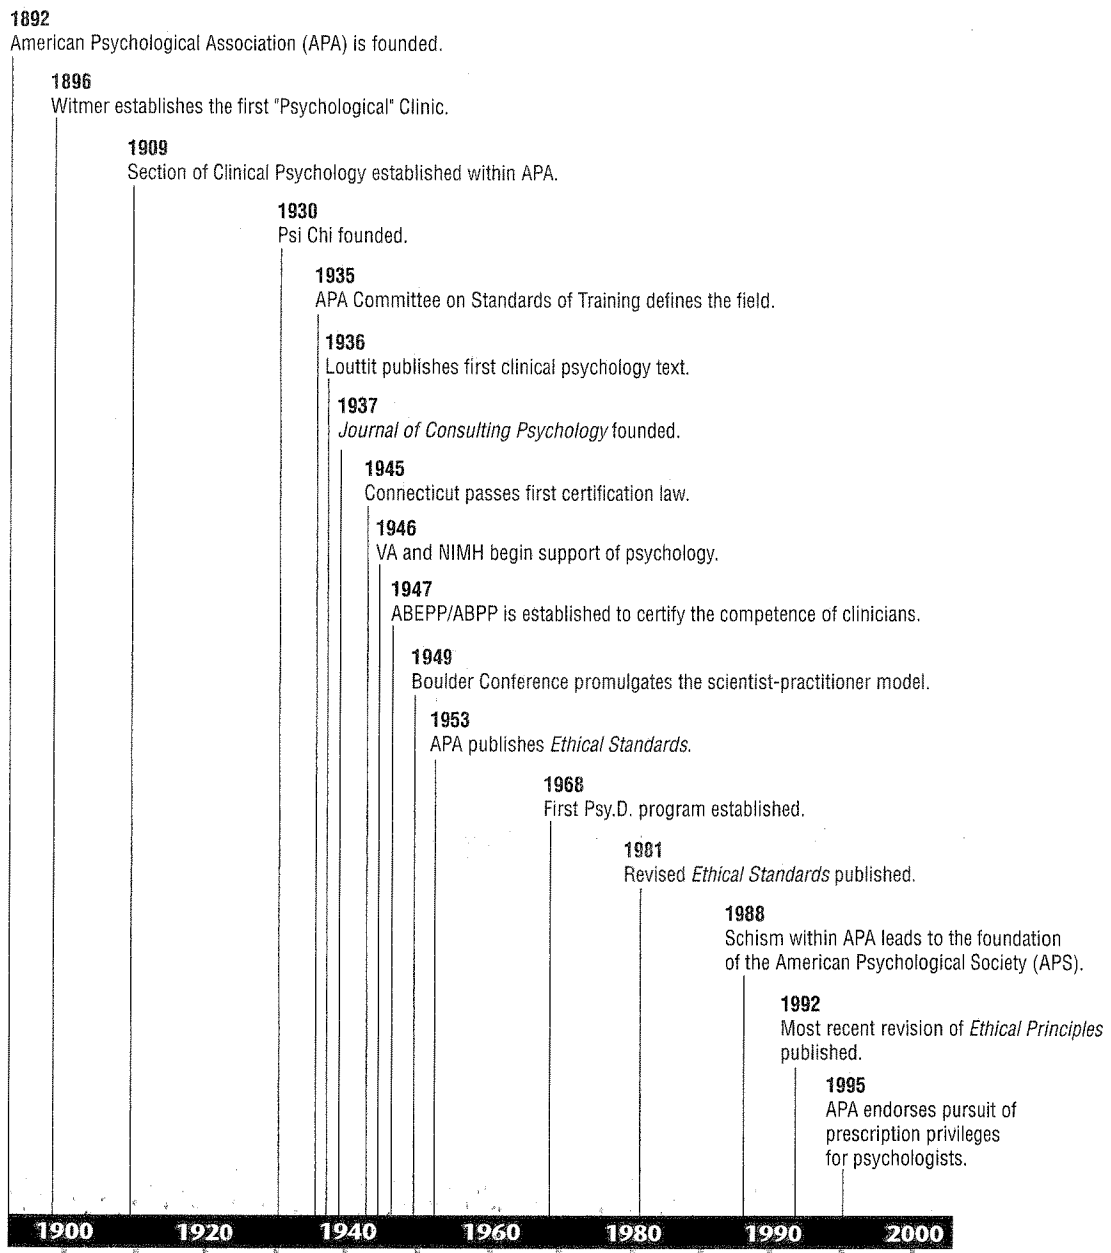 1892
American Psychological Association (APA) is founded.
1896
Witmer establishes the first "Psychological" Clinic.
1909
Section of Clinical Psychology established within APA.
1930
Psi Chi founded.
1935
APA Committee on Standards of Training defines the field.
1936
Louttit publishes first clinical psychology text.
1937
Journal of Consulting Psychology founded.
1945
Connecticut passes first certification law.
1946
VA and NIMH begin support of psychology.
1947
ABEPP/ABPP is established to certify the competence of clinicians.
1949
Boulder Conference promulgates the scientist-practitioner model.
1953
APA publishes Ethical Standards.
1968
First Psy.D. program established.
1981
Revised Ethical Standards published.
1988
Schism within APA leads to the foundation
of the American Psychological Society (APS).
1992
Most recent revision of Ethical Principles
published.
1995
APA endorses pursuit of
prescription privileges
for psychologists.
1900 1920 1940 1960 1980 1990 2000